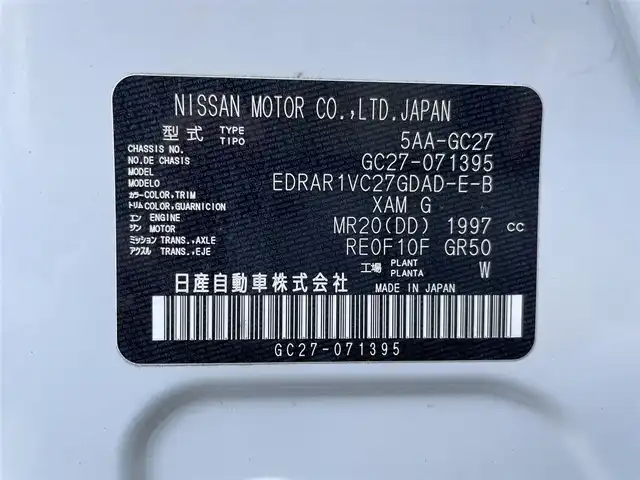 NISSAN MOTOR CO.,LTD.JAPAN
型式 TYPE TIPO 5AA-GC27
CHASSIS NO.
NO.DE CHASIS GC27-071395
MODEL
MODELO EDRAR1VC27GDAD-E-B
カラー COLOR,TRIM
トリム COLOR,GUARNICION XAM G
エン ENGINE
ジン MOTOR MR20(DD) 1997 CC
ミッション TRANS.,AXLE
アクスル TRANS.,EJE RE0F10F GR50
工場 PLANT PLANTA W
日産自動車株式会社 MADE IN JAPAN
GC27-071395